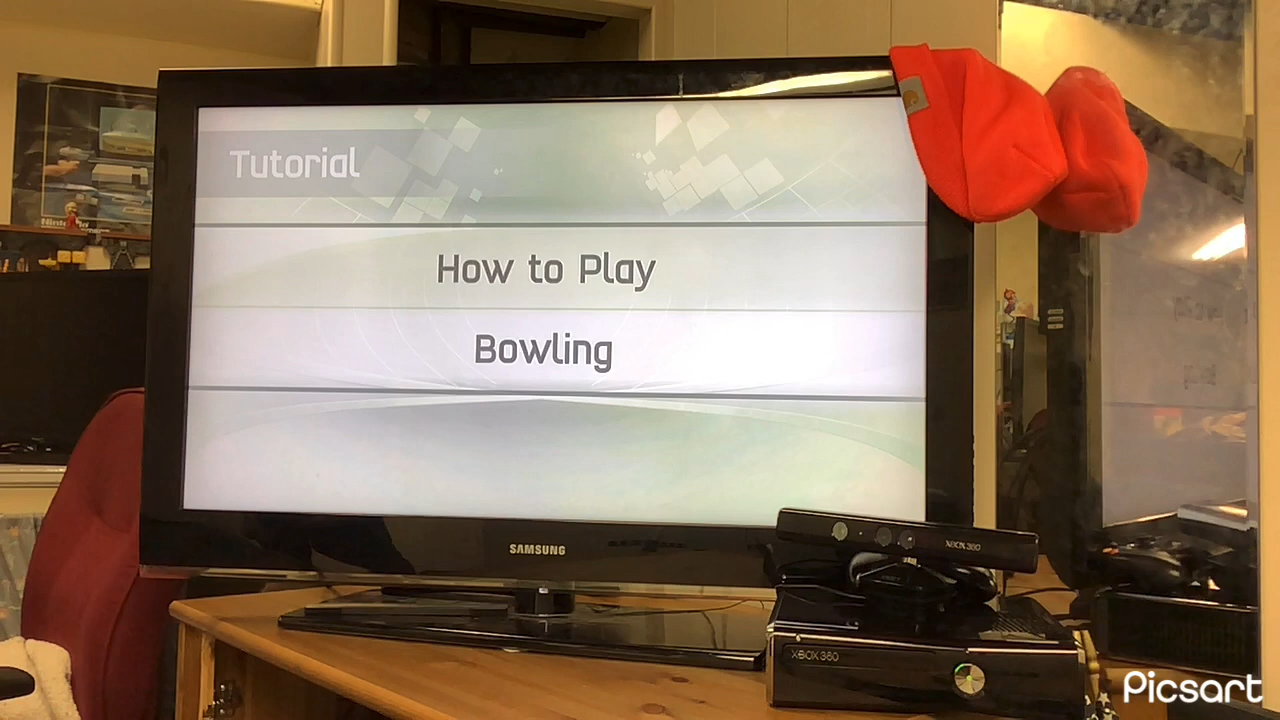 Tutorial
How to Play
Bowling
SAMSUNG
XBOX 360
XBOX 360
Picsart